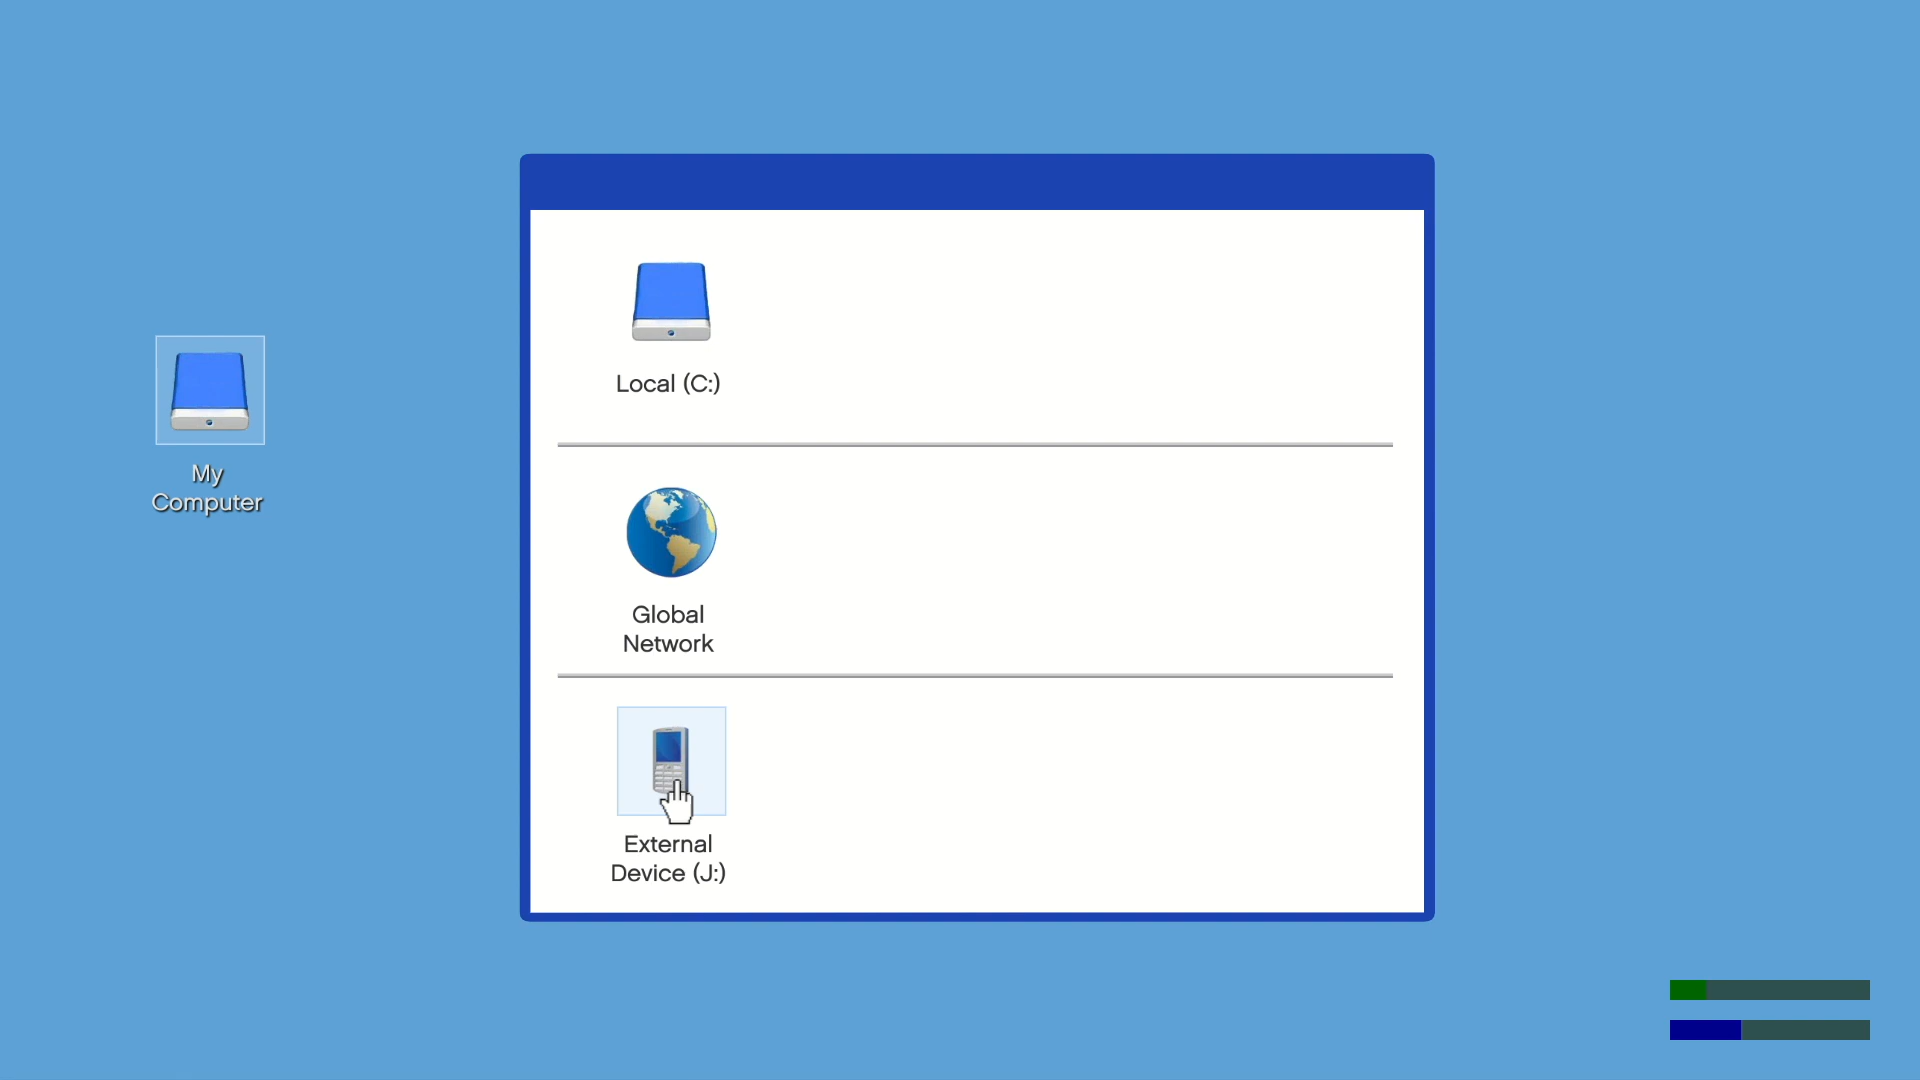 My
Computer
Local (C:)
Global
Network
External
Device (J:)